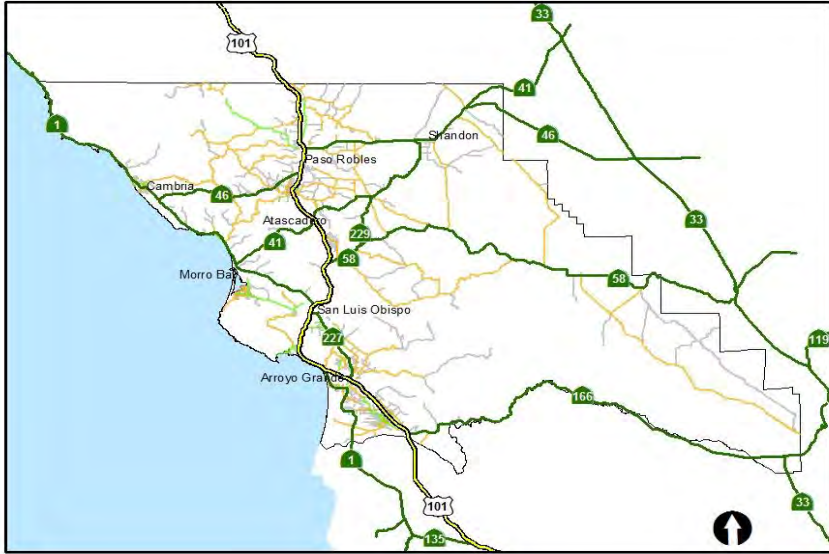 33
101
41
1
46
Shandon
Paso Robles
Cambria
46
33
Atascadero
229
41
58
Morro Bay
58
San Luis Obispo
227
119
Arroyo Grande
166
1
101
33
135